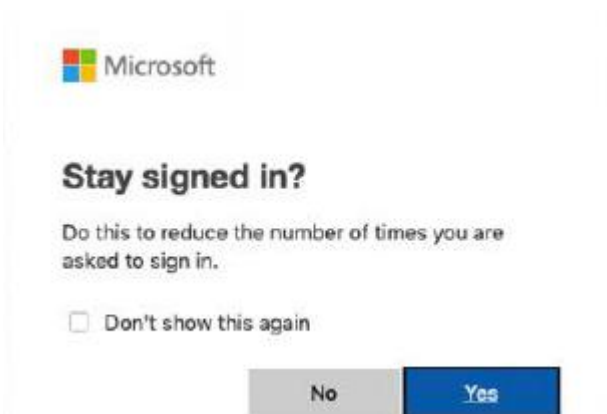 Microsoft
Stay signed in?
Do this to reduce the number of times you are
asked to sign in.
Don't show this again
No Yes